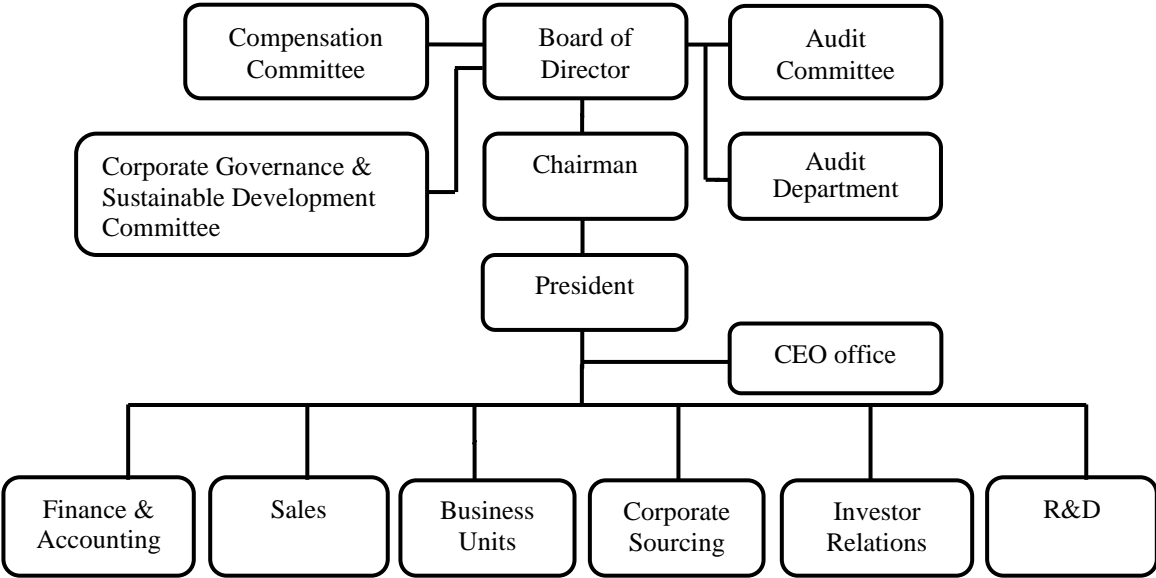 Compensation
Committee
Board of
Director
Audit
Committee
Corporate Governance &
Sustainable Development
Committee
Chairman
Audit
Department
President
CEO office
Finance &
Accounting
Sales
Business
Units
Corporate
Sourcing
Investor
Relations
R&D